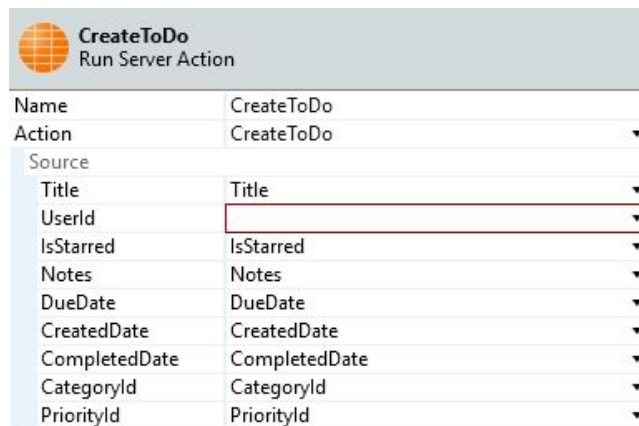 CreateToDo
Run Server Action
Name CreateToDo
Action CreateToDo
Source
Title Title
UserId
IsStarred IsStarred
Notes Notes
DueDate DueDate
CreatedDate CreatedDate
CompletedDate CompletedDate
CategoryId CategoryId
PriorityId PriorityId